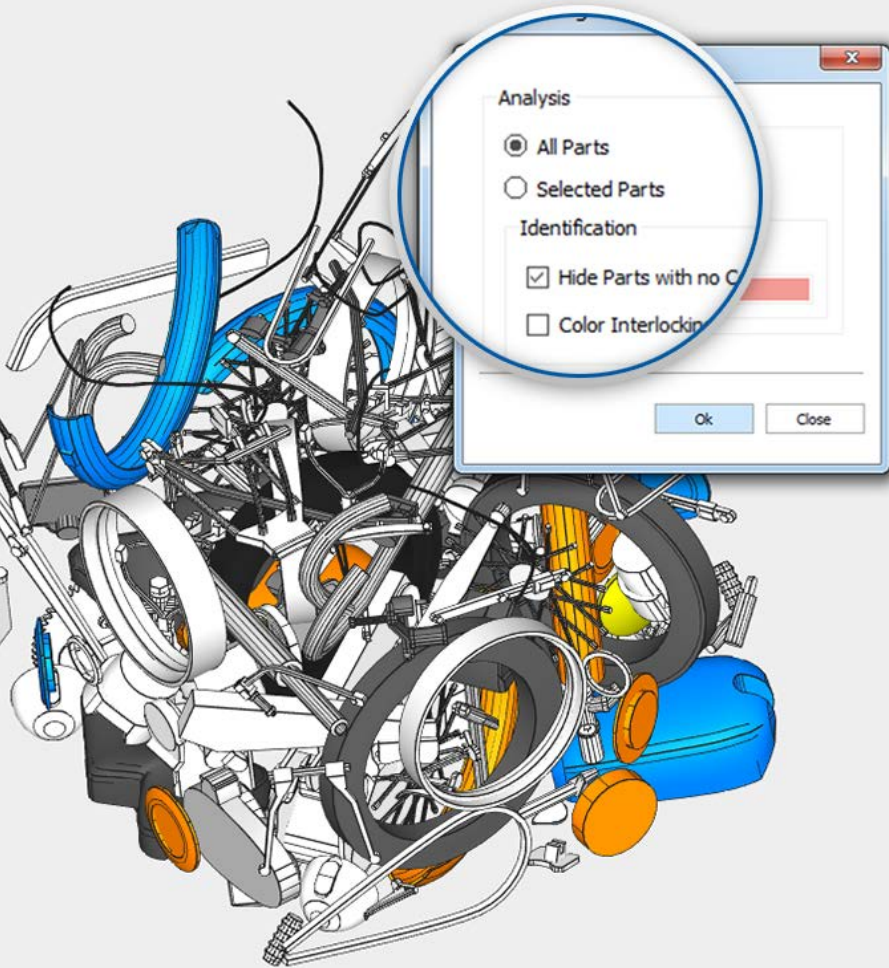 Analysis
All Parts
Selected Parts
Identification
Hide Parts with no C
Color Interlockin
Ok
Close